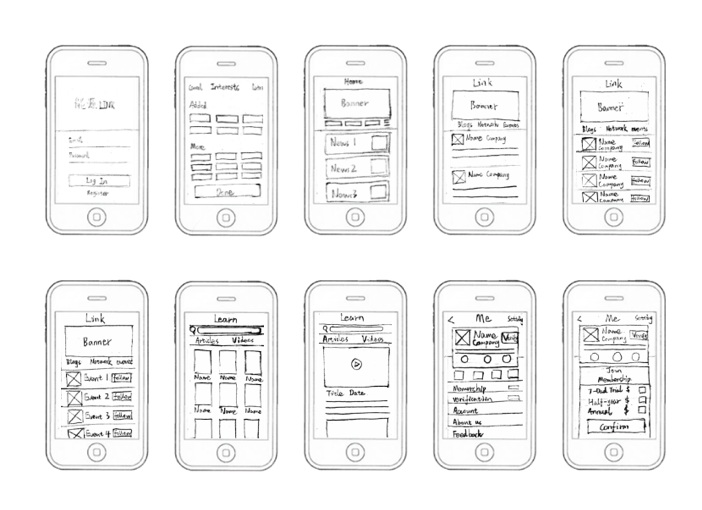 LINK
Email
Password
Log In
Register
Interests
Added
More
Done
Home
Banner
News 1
News 2
News 3
Link
Banner
Blogs Network Events
Name Company
Name Company
Link
Banner
Blogs Network events
Name
Company
Name
Company Follow
Name
Company Follow
Name
Company Follow
Link
Banner
Blogs Network events
Event 1 Follow
Event 2 Follow
Event 3 Follow
Event 4 Follow
Learn
Articles Videos
Name Name Name
Name Name Name
Learn
Articles Videos
Title Date
Me Setting
Name
Company Verify
Membership
Verification
Account
About us
Feedback
Me Setting
Name
Company Verify
Join
Membership
7-Day Trial $
Half-year $
Annual $
Confirm